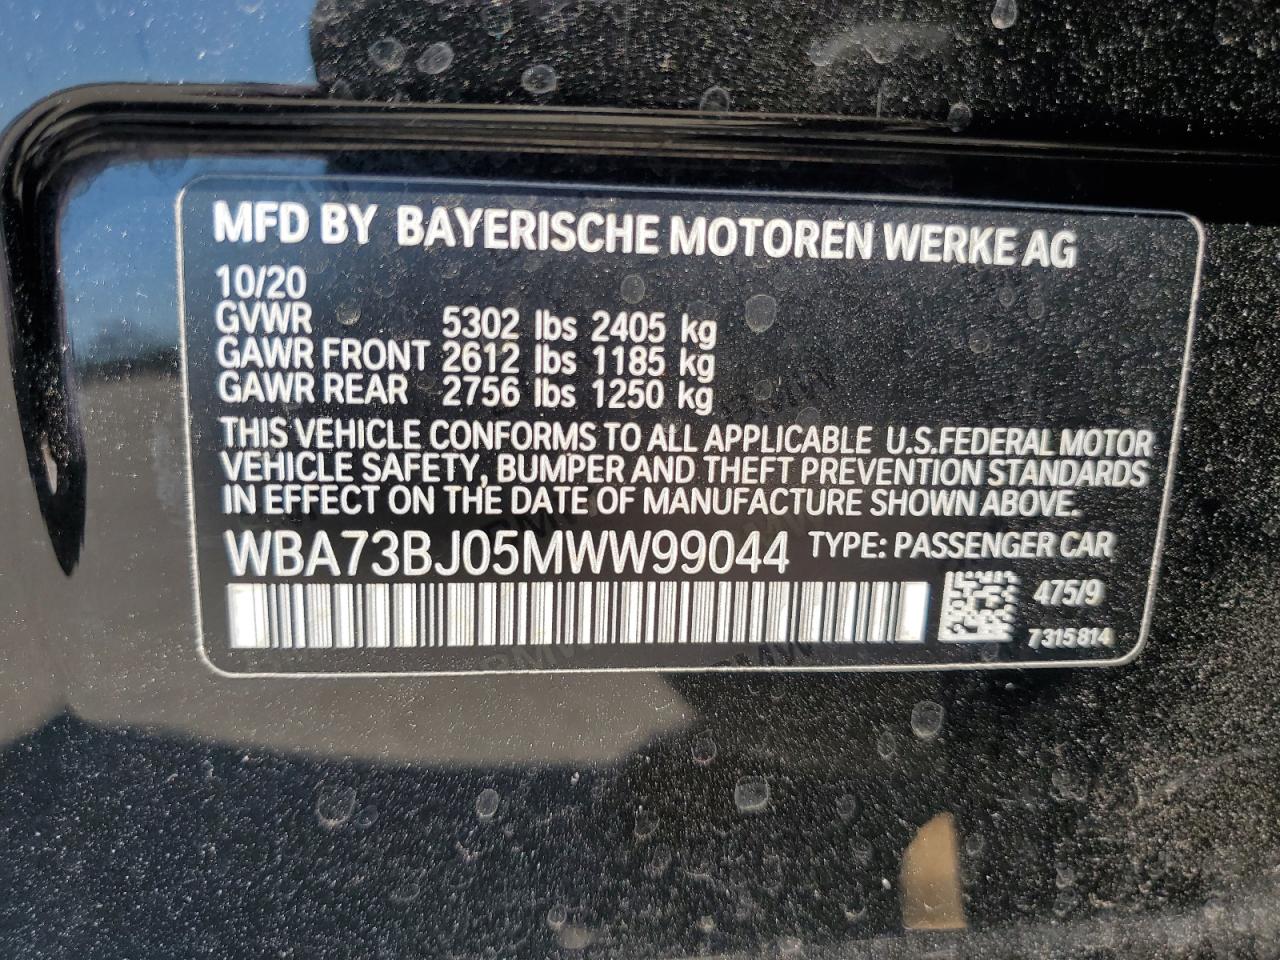 MFD BY BAYERISCHE MOTOREN WERKE AG
10/20
GVWR 5302 lbs 2405 kg
GAWR FRONT 2612 lbs 1185 kg
GAWR REAR 2756 lbs 1250 kg
THIS VEHICLE CONFORMS TO ALL APPLICABLE U.S.FEDERAL MOTOR
VEHICLE SAFETY, BUMPER AND THEFT PREVENTION STANDARDS
IN EFFECT ON THE DATE OF MANUFACTURE SHOWN ABOVE.
WBA73BJ05MWW99044 TYPE: PASSENGER CAR
475/9
7315814